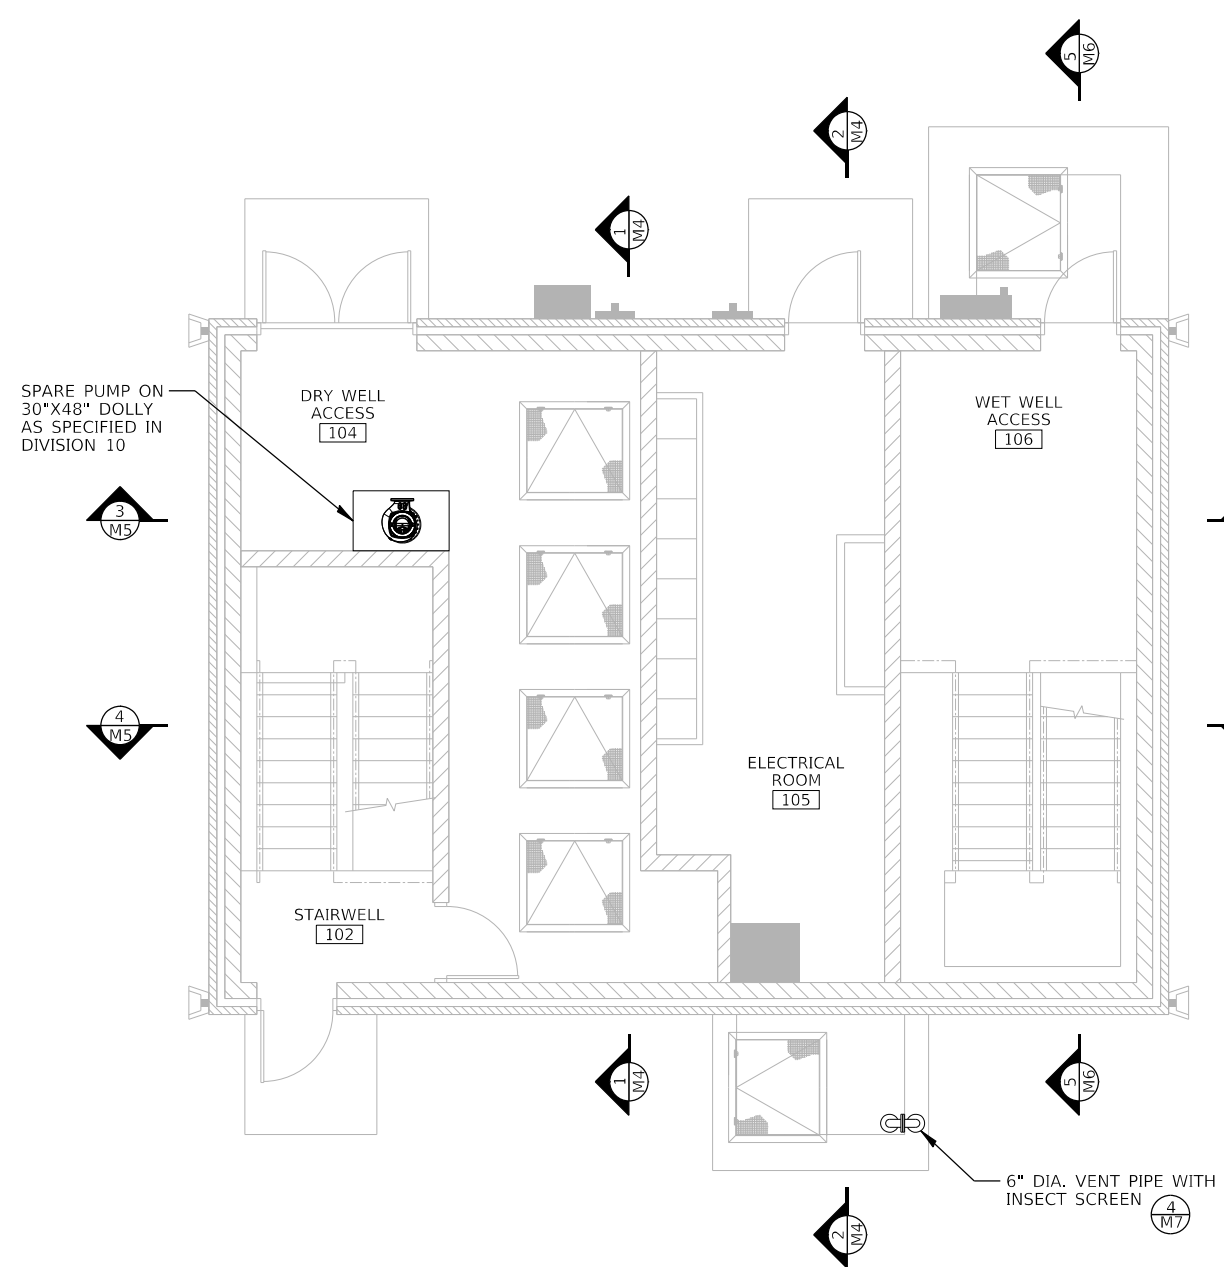 5
M6
2
M4
1
M4
SPARE PUMP ON
30"X48" DOLLY
AS SPECIFIED IN
DIVISION 10
DRY WELL
ACCESS
104
WET WELL
ACCESS
106
3
M5
4
M5
ELECTRICAL
ROOM
105
STAIRWELL
102
1
M4
5
M6
6" DIA. VENT PIPE WITH
INSECT SCREEN
4
M7
2
M4